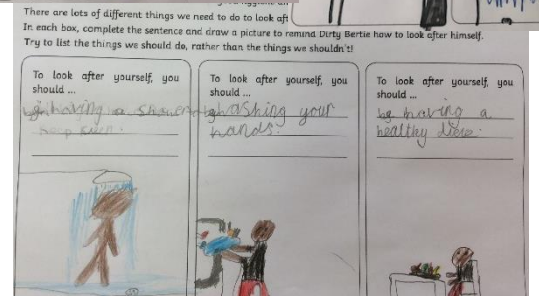 There are lots of different things we need to do to look aft
In each box, complete the sentence and draw a picture to remind Dirty Bertie how to look after himself.
Try to list the things we should do, rather than the things we shouldn't!
To look after yourself, you
should ...
having a shower
To look after yourself, you
should ...
washing your
hands.
To look after yourself, you
should ...
by having a
healthy